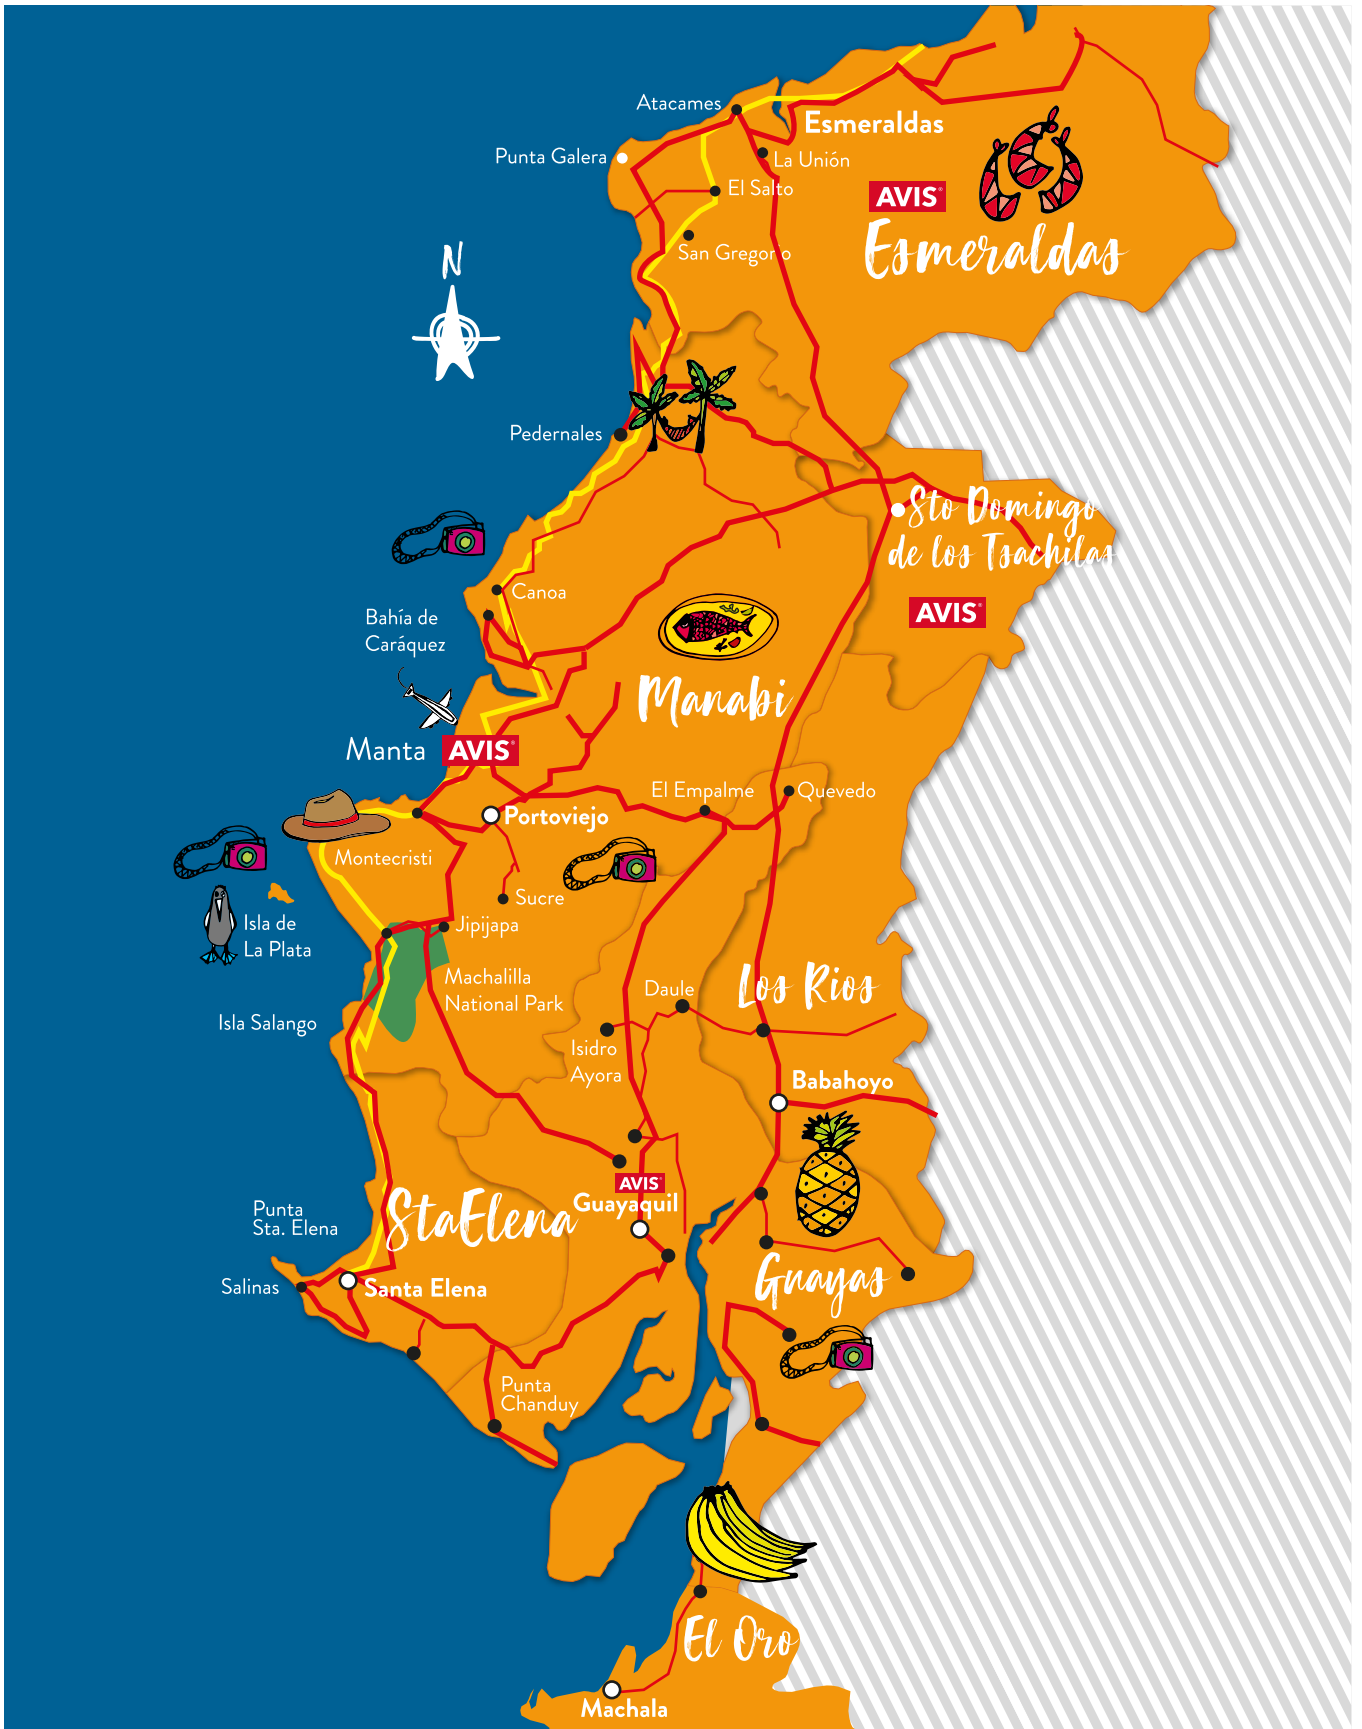 Atacames
Esmeraldas
Punta Galera
La Unión
El Salto
AVIS
Esmeraldas
San Gregorio
N
Pedernales
Sto Domingo
de los Tsachilas
AVIS
Canoa
Bahía de
Caráquez
Manabi
Manta
AVIS
El Empalme
Quevedo
Portoviejo
Montecristi
Sucre
Isla de
La Plata
Jipijapa
Machalilla
National Park
Isla Salango
Daule
Los Rios
Isidro
Ayora
Babahoyo
AVIS
Guayaquil
StaElena
Punta
Sta. Elena
Salinas
Santa Elena
Guayas
Punta
Chanduy
El Oro
Machala